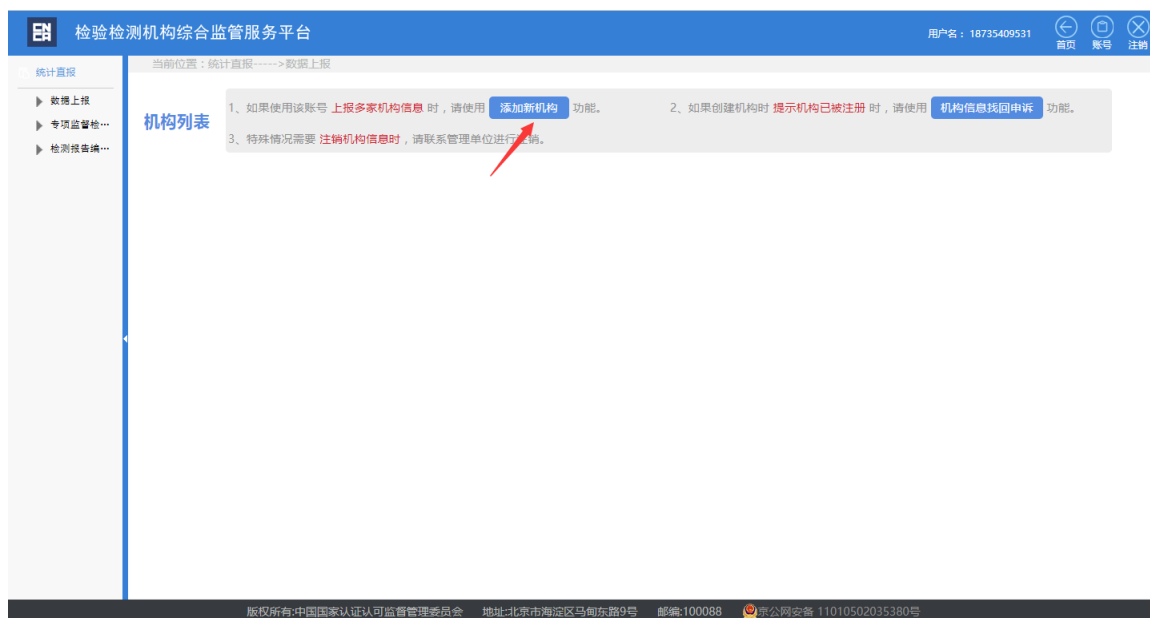 检验检测机构综合监管服务平台
用户名：18735409531
首页 账号 注销
统计直报
当前位置：统计直报----->数据上报
数据上报
专项监督检…
检测报告编…
机构列表
1、如果使用该账号 上报多家机构信息 时，请使用 添加新机构 功能。
2、如果创建机构时 提示机构已被注册 时，请使用 机构信息找回申诉 功能。
3、特殊情况需要 注销机构信息时，请联系管理单位进行注销。
版权所有:中国国家认证认可监督管理委员会 地址:北京市海淀区马甸东路9号 邮编:100088 京公网安备 11010502035380号